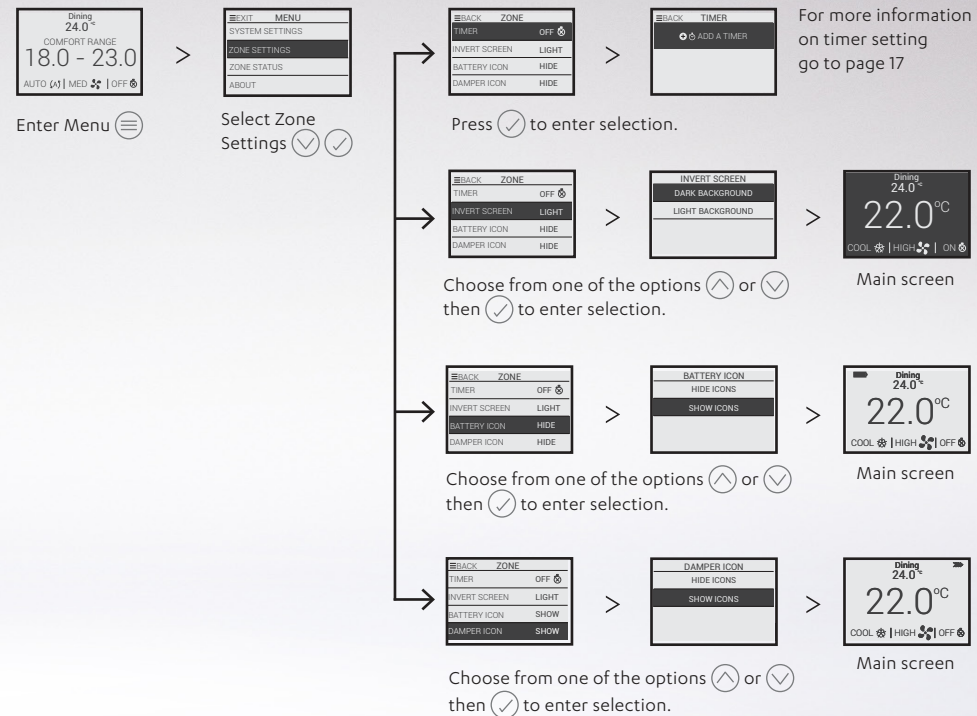 Dining
24.0 °C
COMFORT RANGE
18.0 - 23.0
AUTO | MED | OFF
Enter Menu
EXIT MENU
SYSTEM SETTINGS
ZONE SETTINGS
ZONE STATUS
ABOUT
Select Zone
Settings
BACK ZONE
TIMER OFF
INVERT SCREEN LIGHT
BATTERY ICON HIDE
DAMPER ICON HIDE
BACK TIMER
ADD A TIMER
For more information
on timer setting
go to page 17
Press to enter selection.
BACK ZONE
TIMER OFF
INVERT SCREEN LIGHT
BATTERY ICON HIDE
DAMPER ICON HIDE
INVERT SCREEN
DARK BACKGROUND
LIGHT BACKGROUND
Dining
24.0 °C
22.0°C
COOL | HIGH | ON
Main screen
Choose from one of the options or
then to enter selection.
BACK ZONE
TIMER OFF
INVERT SCREEN LIGHT
BATTERY ICON HIDE
DAMPER ICON HIDE
BATTERY ICON
HIDE ICONS
SHOW ICONS
Dining
24.0 °C
22.0°C
COOL | HIGH | OFF
Main screen
Choose from one of the options or
then to enter selection.
BACK ZONE
TIMER OFF
INVERT SCREEN LIGHT
BATTERY ICON SHOW
DAMPER ICON SHOW
DAMPER ICON
HIDE ICONS
SHOW ICONS
Dining
24.0 °C
22.0°C
COOL | HIGH | OFF
Main screen
Choose from one of the options or
then to enter selection.